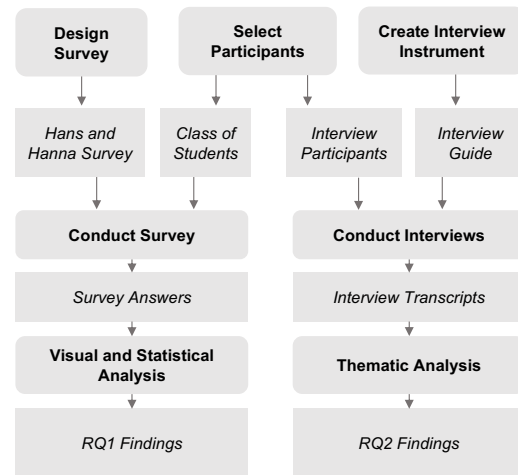 Design
Survey
Select
Participants
Create Interview
Instrument
Hans and
Hanna Survey
Class of
Students
Interview
Participants
Interview
Guide
Conduct Survey
Conduct Interviews
Survey Answers
Interview Transcripts
Visual and Statistical
Analysis
Thematic Analysis
RQ1 Findings
RQ2 Findings